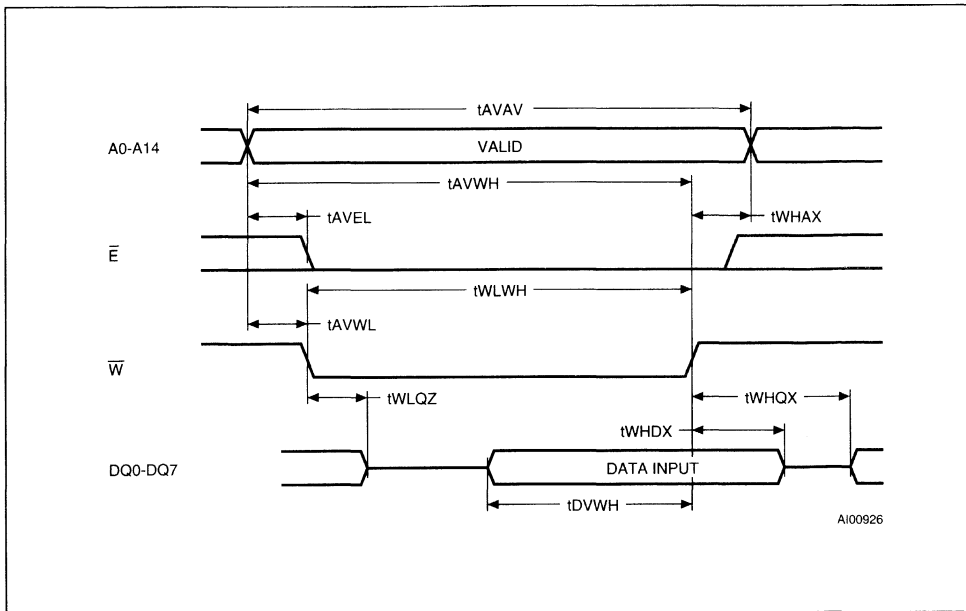 tAVAV
A0-A14
VALID
tAVWH
tAVEL
tWHAX
E̅
tWLWH
tAVWL
W̅
tWLQZ
tWHQX
tWHDX
DQ0-DQ7
DATA INPUT
tDVWH
AI00926